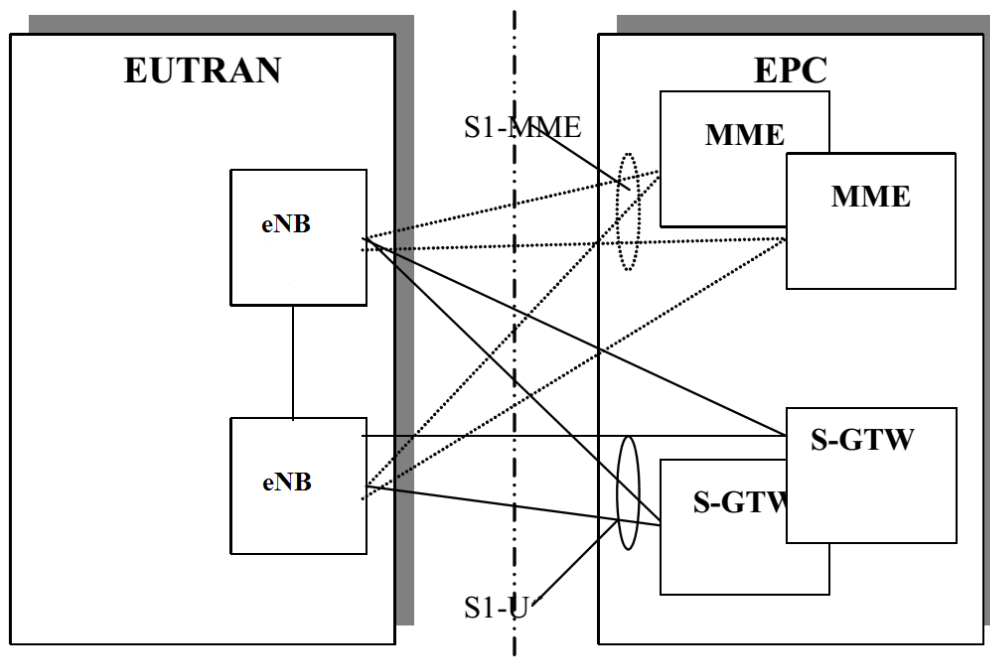 EUTRAN
EPC
S1-MME
MME
MME
eNB
S-GTW
eNB
S-GTW
S1-U